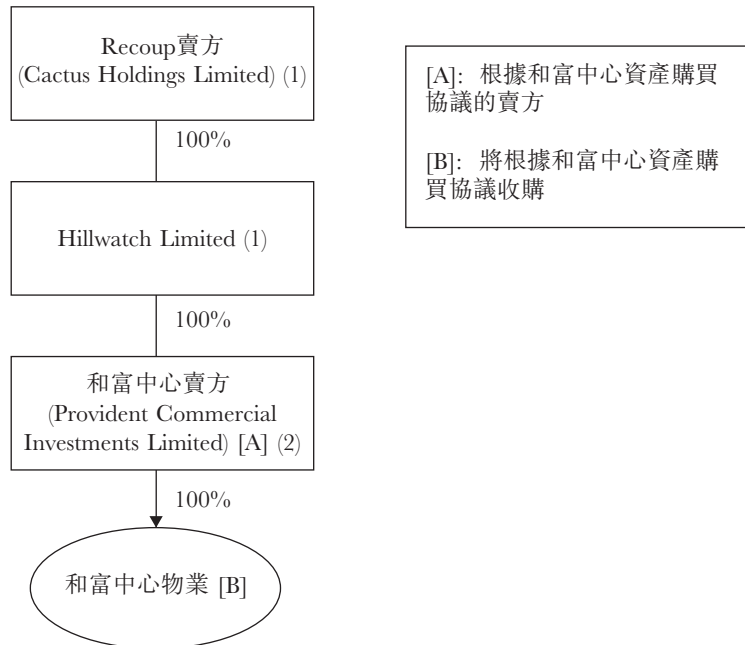 Recoup賣方
(Cactus Holdings Limited) (1)
100%
Hillwatch Limited (1)
100%
和富中心賣方
(Provident Commercial
Investments Limited) [A] (2)
100%
和富中心物業 [B]
[A]: 根據和富中心資產購買
協議的賣方
[B]: 將根據和富中心資產購
買協議收購